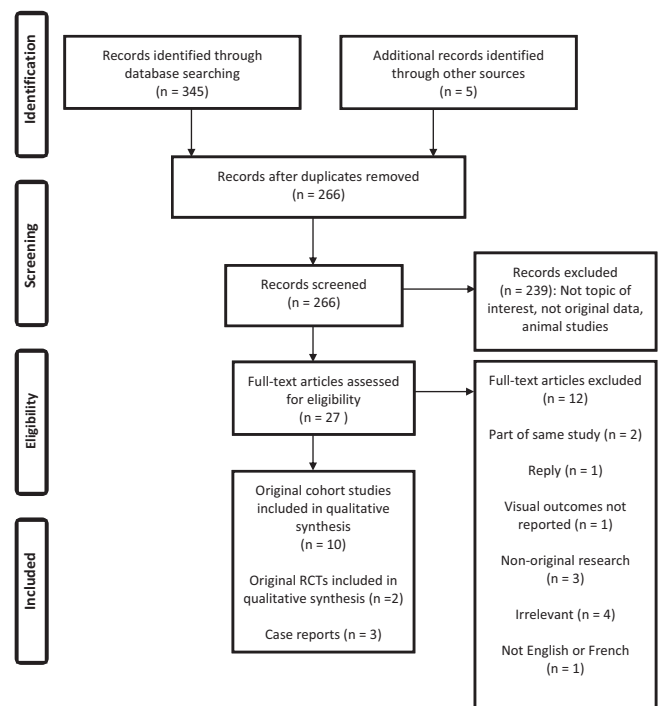 Identification
Records identified through
database searching
(n = 345)
Additional records identified
through other sources
(n = 5)
Records after duplicates removed
(n = 266)
Screening
Records screened
(n = 266)
Records excluded
(n = 239): Not topic of
interest, not original data,
animal studies
Eligibility
Full-text articles assessed
for eligibility
(n = 27 )
Full-text articles excluded
(n = 12)
Part of same study (n = 2)
Reply (n = 1)
Visual outcomes not
reported (n = 1)
Non-original research
(n = 3)
Irrelevant (n = 4)
Not English or French
(n = 1)
Included
Original cohort studies
included in qualitative
synthesis
(n = 10)
Original RCTs included in
qualitative synthesis (n =2)
Case reports (n = 3)